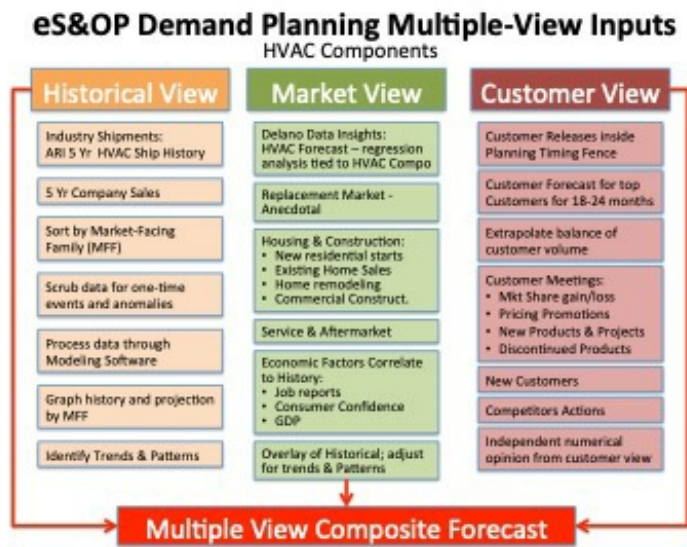 eS&OP Demand Planning Multiple-View Inputs
HVAC Components
Historical View
Industry Shipments:
ARI 5 Yr HVAC Ship History
5 Yr Company Sales
Sort by Market-Facing
Family (MFF)
Scrub data for one-time
events and anomalies
Process data through
Modeling Software
Graph history and projection
by MFF
Identify Trends & Patterns
Market View
Delano Data Insights:
HVAC Forecast – regression
analysis tied to HVAC Compo
Replacement Market -
Anecdotal
Housing & Construction:
• New residential starts
• Existing Home Sales
• Home remodeling
• Commercial Construct.
Service & Aftermarket
Economic Factors Correlate
to History:
• Job reports
• Consumer Confidence
• GDP
Overlay of Historical; adjust
for trends & Patterns
Customer View
Customer Releases inside
Planning Timing Fence
Customer Forecast for top
Customers for 18-24 months
Extrapolate balance of
customer volume
Customer Meetings:
• Mkt Share gain/loss
• Pricing Promotions
• New Products & Projects
• Discontinued Products
New Customers
Competitors Actions
Independent numerical
opinion from customer view
Multiple View Composite Forecast